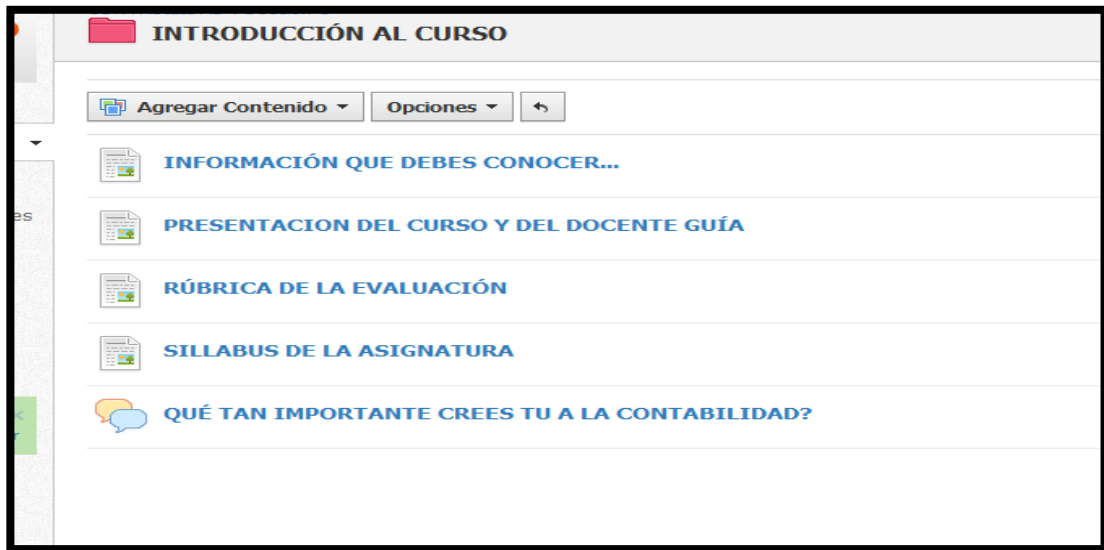 INTRODUCCIÓN AL CURSO
Agregar Contenido Opciones
INFORMACIÓN QUE DEBES CONOCER...
es
PRESENTACION DEL CURSO Y DEL DOCENTE GUÍA
RÚBRICA DE LA EVALUACIÓN
SILLABUS DE LA ASIGNATURA
QUÉ TAN IMPORTANTE CREES TU A LA CONTABILIDAD?
r